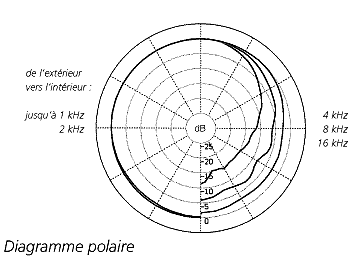 de l'extérieur
vers l'intérieur :
jusqu'à 1 kHz
2 kHz
4 kHz
8 kHz
16 kHz
dB
25
20
15
10
5
0
Diagramme polaire